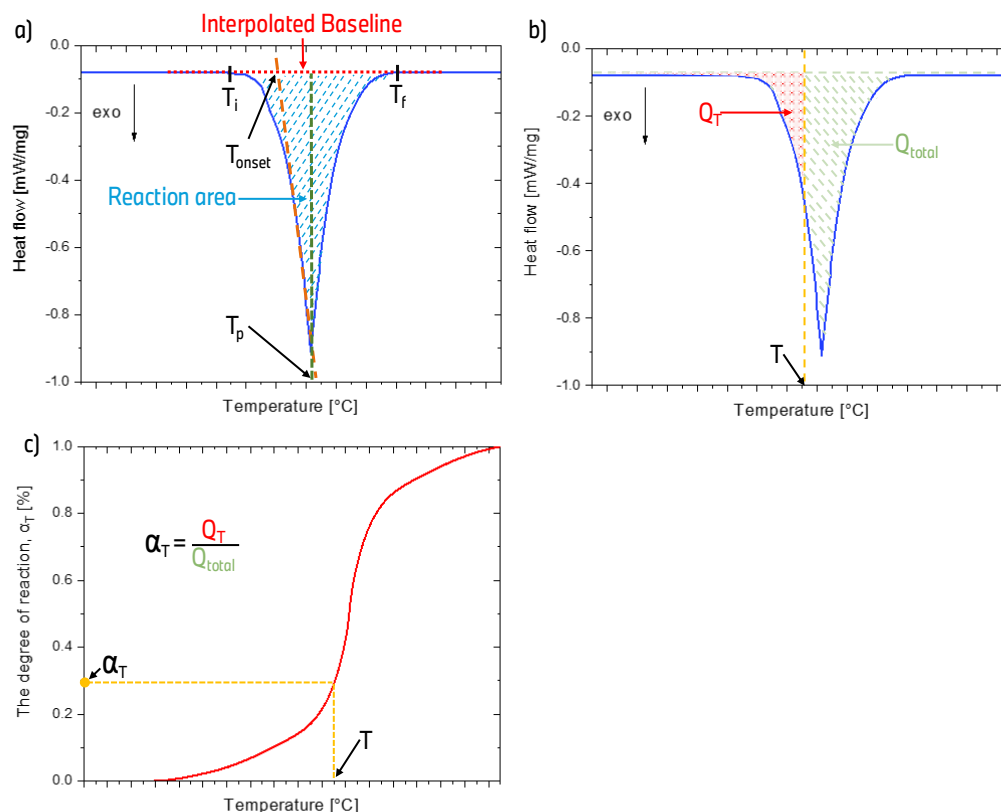 a)
Interpolated Baseline
0.0
-0.2
-0.4
-0.6
-0.8
-1.0
Heat flow [mW/mg]
exo
Ti
Tf
Tonset
Reaction area
Tp
Temperature [°C]
b)
0.0
-0.2
-0.4
-0.6
-0.8
-1.0
Heat flow [mW/mg]
exo
QT
Qtotal
T
Temperature [°C]
c)
1.0
0.8
0.6
0.4
0.2
0.0
The degree of reaction, αT [%]
αT = QT
Qtotal
αT
T
Temperature [°C]